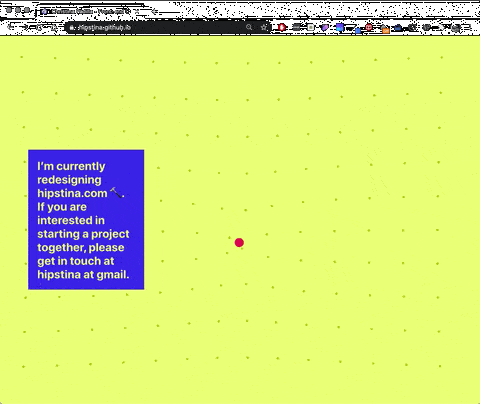 hipstina.github.io
I'm currently
redesigning
hipstina.com 🔨
If you are
interested in
starting a project
together, please
get in touch at
hipstina at gmail.